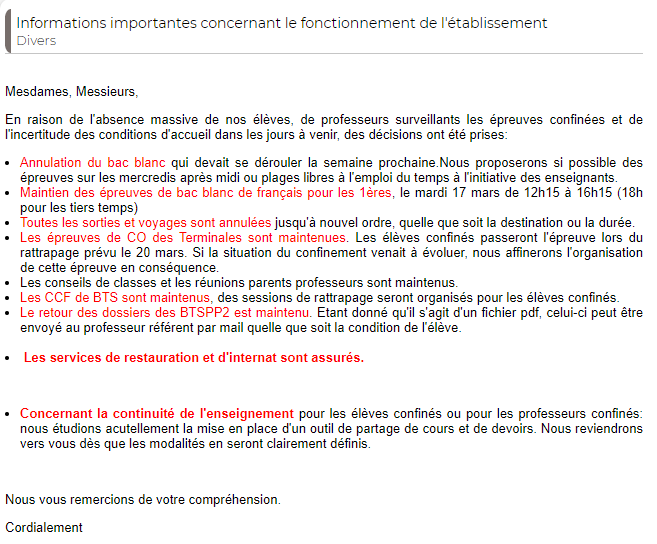 Informations importantes concernant le fonctionnement de l'établissement
Divers
Mesdames, Messieurs,
En raison de l'absence massive de nos élèves, de professeurs surveillants les épreuves confinées et de
l'incertitude des conditions d'accueil dans les jours à venir, des décisions ont été prises:
• Annulation du bac blanc qui devait se dérouler la semaine prochaine.Nous proposerons si possible des
épreuves sur les mercredis après midi ou plages libres à l'emploi du temps à l'initiative des enseignants.
• Maintien des épreuves de bac blanc de français pour les 1ères, le mardi 17 mars de 12h15 à 16h15 (18h
pour les tiers temps)
• Toutes les sorties et voyages sont annulées jusqu'à nouvel ordre, quelle que soit la destination ou la durée.
• Les épreuves de CO des Terminales sont maintenues. Les élèves confinés passeront l'épreuve lors du
rattrapage prévu le 20 mars. Si la situation du confinement venait à évoluer, nous affinerons l'organisation
de cette épreuve en conséquence.
• Les conseils de classes et les réunions parents professeurs sont maintenus.
• Les CCF de BTS sont maintenus, des sessions de rattrapage seront organisés pour les élèves confinés.
• Le retour des dossiers des BTSPP2 est maintenu. Etant donné qu'il s'agit d'un fichier pdf, celui-ci peut être
envoyé au professeur référent par mail quelle que soit la condition de l'élève.
• Les services de restauration et d'internat sont assurés.
• Concernant la continuité de l'enseignement pour les élèves confinés ou pour les professeurs confinés:
nous étudions acutellement la mise en place d'un outil de partage de cours et de devoirs. Nous reviendrons
vers vous dès que les modalités en seront clairement définis.
Nous vous remercions de votre compréhension.
Cordialement